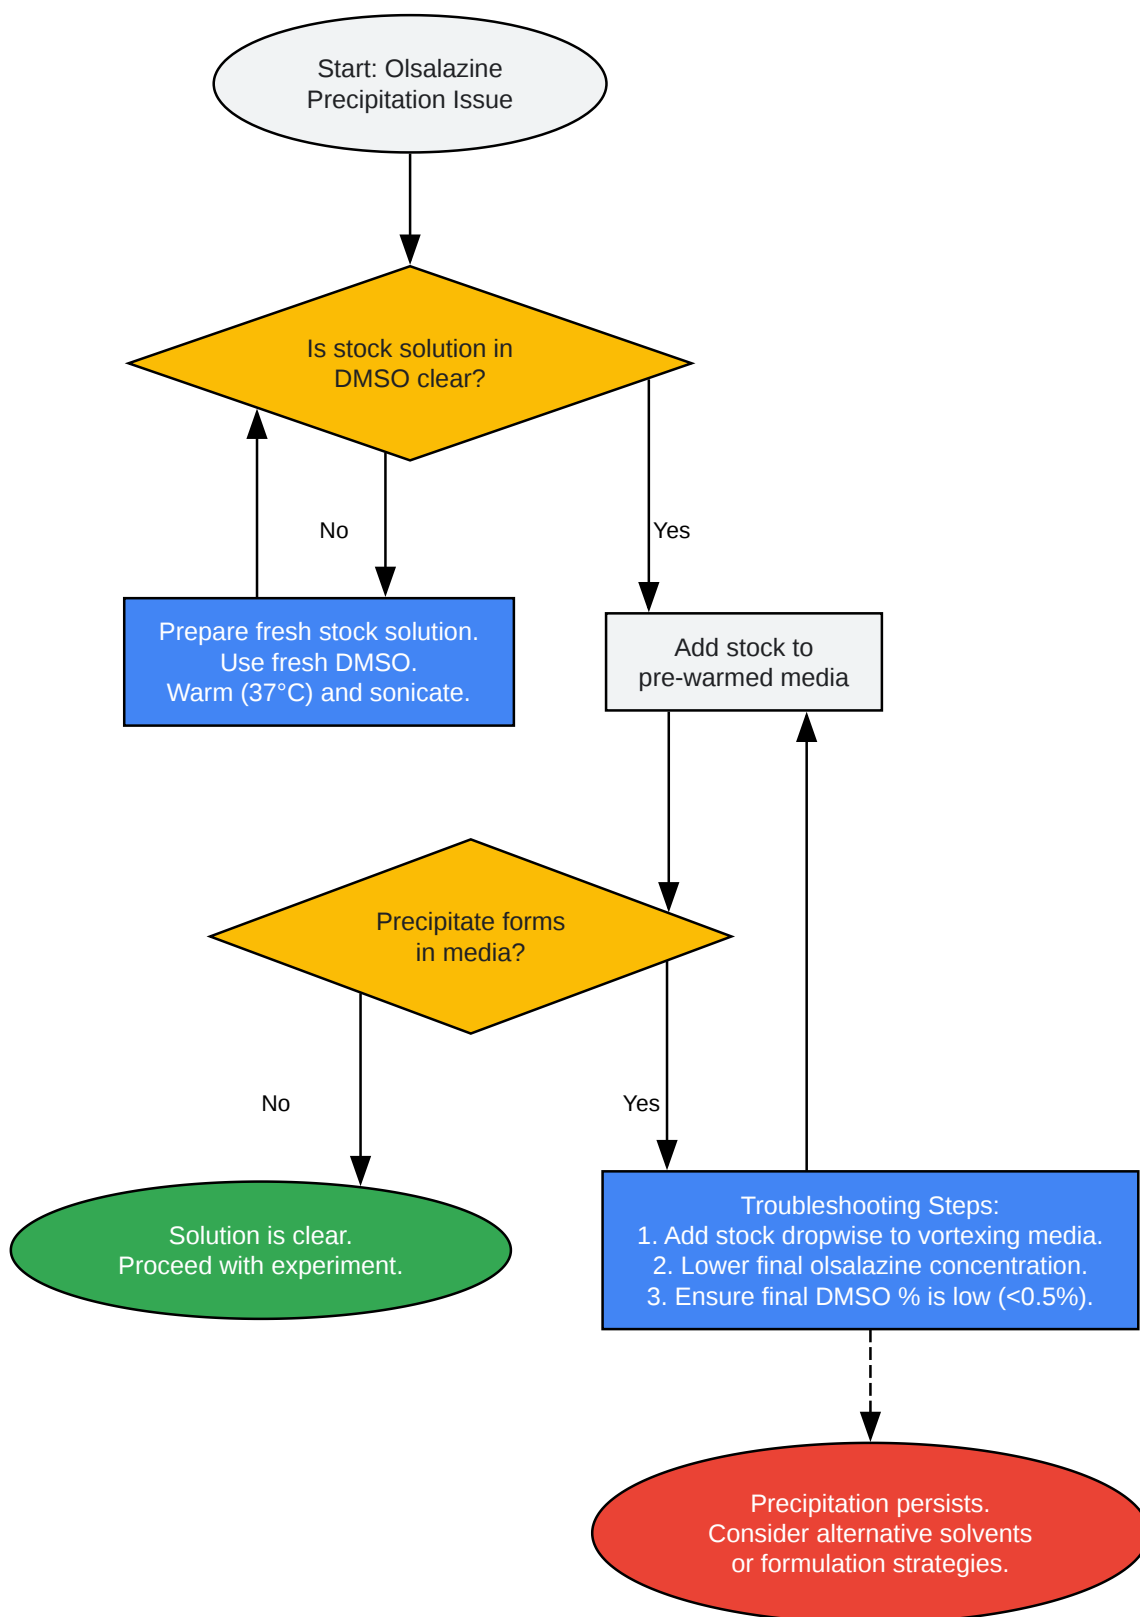 Start: Olsalazine
Precipitation Issue
Is stock solution in
DMSO clear?
No
Yes
Prepare fresh stock solution.
Use fresh DMSO.
Warm (37°C) and sonicate.
Add stock to
pre-warmed media
Precipitate forms
in media?
No
Yes
Solution is clear.
Proceed with experiment.
Troubleshooting Steps:
1. Add stock dropwise to vortexing media.
2. Lower final olsalazine concentration.
3. Ensure final DMSO % is low (<0.5%).
Precipitation persists.
Consider alternative solvents
or formulation strategies.